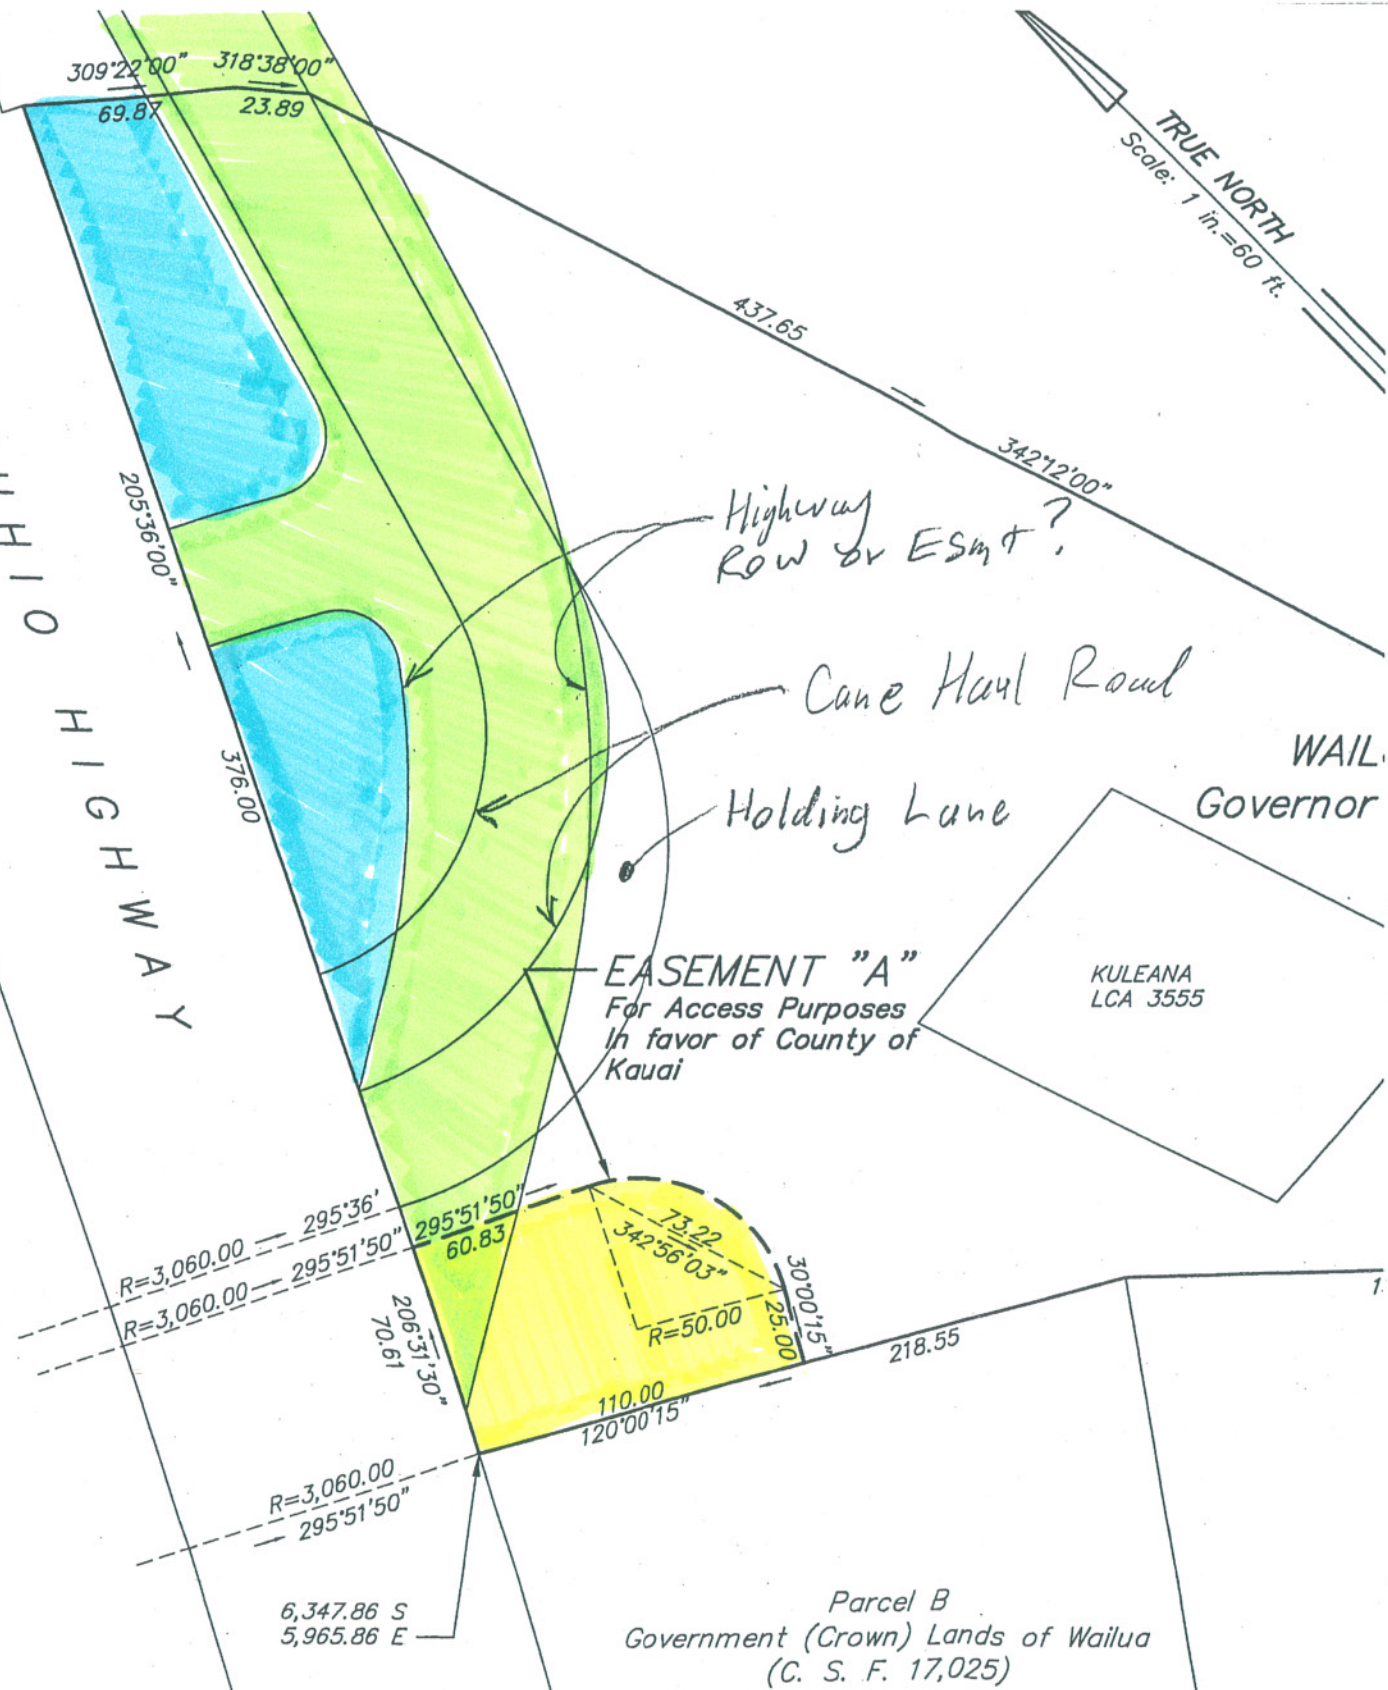 309°22'00"
69.87
318°38'00"
23.89
TRUE NORTH
Scale: 1 in.=60 ft.
437.65
342°12'00"
Highway
Row or Esmt?
205°36'00"
376.00
UHIO HIGHWAY
Cane Haul Road
WAIL
Governor
Holding Lane
EASEMENT "A"
For Access Purposes
In favor of County of
Kauai
KULEANA
LCA 3555
R=3,060.00
295°36'
R=3,060.00
295°51'50"
295°51'50"
60.83
73.22
342°56'03"
R=50.00
30°00'15"
25.00
206°31'30"
70.61
110.00
120°00'15"
218.55
1
R=3,060.00
295°51'50"
6,347.86 S
5,965.86 E
Parcel B
Government (Crown) Lands of Wailua
(C. S. F. 17,025)